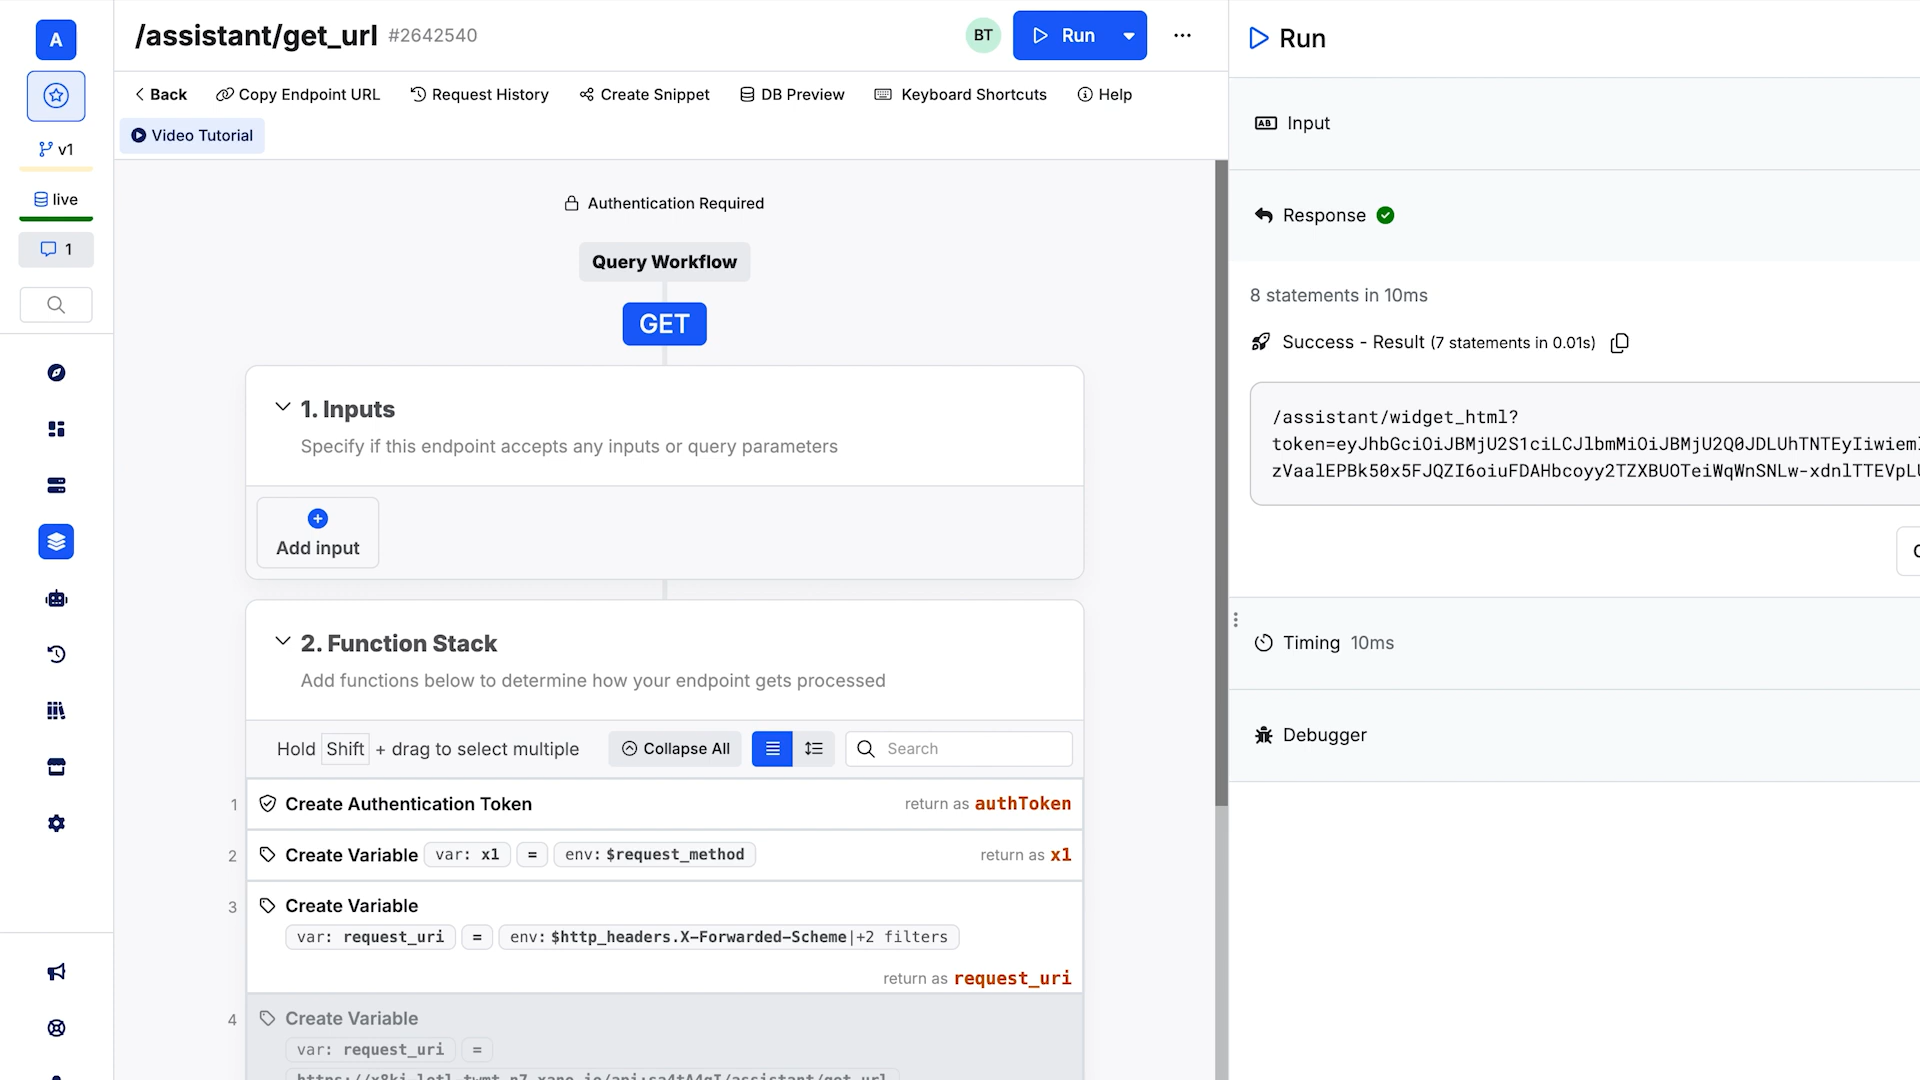 A
/assistant/get_url #2642540
BT
Run
Run
Back
Copy Endpoint URL
Request History
Create Snippet
DB Preview
Keyboard Shortcuts
Help
Video Tutorial
v1
live
1
Authentication Required
Query Workflow
GET
1. Inputs
Specify if this endpoint accepts any inputs or query parameters
Add input
2. Function Stack
Add functions below to determine how your endpoint gets processed
Hold Shift + drag to select multiple
Collapse All
Search
1 Create Authentication Token return as authToken
2 Create Variable var: x1 = env: $request_method return as x1
3 Create Variable
var: request_uri = env: $http_headers.X-Forwarded-Scheme|+2 filters
return as request_uri
4 Create Variable
var: request_uri =
Input
Response
8 statements in 10ms
Success - Result (7 statements in 0.01s)
/assistant/widget_html?
token=eyJhbGciOiJBMjU2S1ciLCJlbmMiOiJBMjU2Q0JDLUhTNTEyIiwieml
zVaalEPBk50x5FJQZI6oiuFDAHbcoyy2TZXBUOTeiWqWnSNLw-xdnlTTEVpLU
Timing 10ms
Debugger